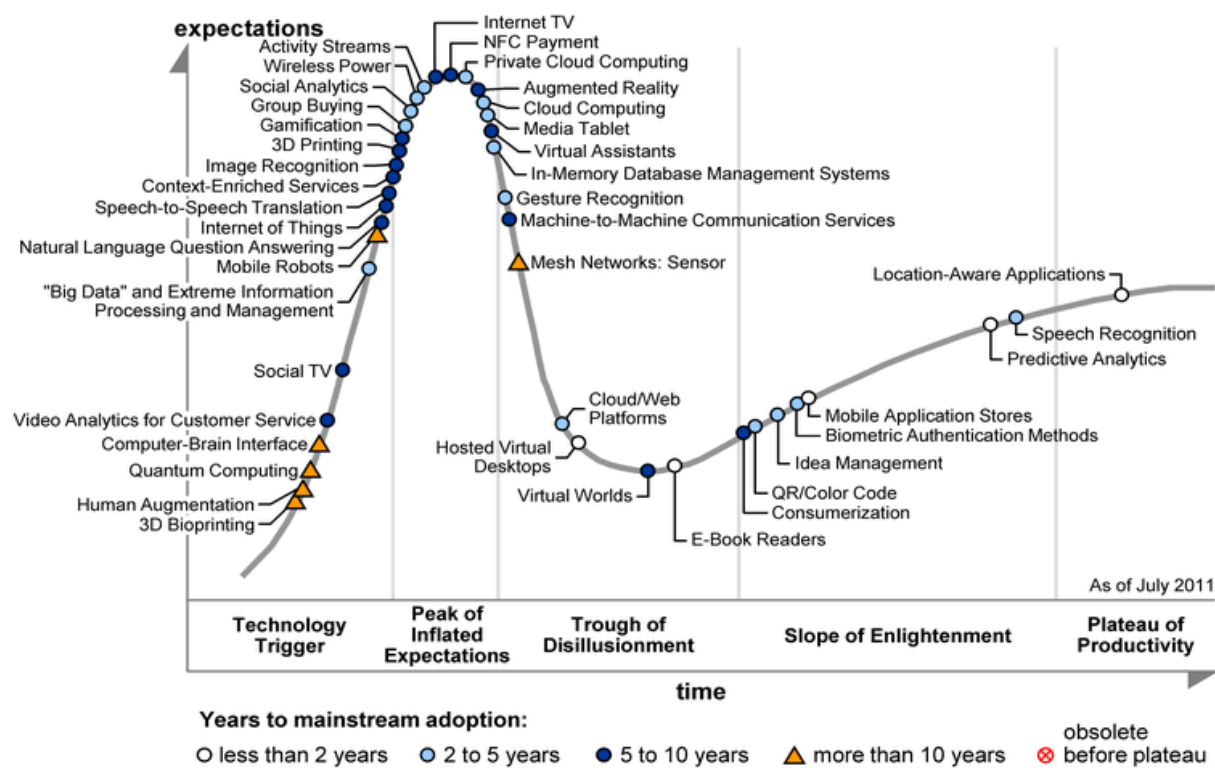 expectations
Activity Streams
Wireless Power
Social Analytics
Group Buying
Gamification
3D Printing
Image Recognition
Context-Enriched Services
Speech-to-Speech Translation
Internet of Things
Natural Language Question Answering
Mobile Robots
"Big Data" and Extreme Information
Processing and Management
Social TV
Video Analytics for Customer Service
Computer-Brain Interface
Quantum Computing
Human Augmentation
3D Bioprinting
Internet TV
NFC Payment
Private Cloud Computing
Augmented Reality
Cloud Computing
Media Tablet
Virtual Assistants
In-Memory Database Management Systems
Gesture Recognition
Machine-to-Machine Communication Services
Mesh Networks: Sensor
Cloud/Web
Platforms
Hosted Virtual
Desktops
Virtual Worlds
E-Book Readers
Consumerization
QR/Color Code
Idea Management
Biometric Authentication Methods
Mobile Application Stores
Predictive Analytics
Speech Recognition
Location-Aware Applications
As of July 2011
Technology
Trigger
Peak of
Inflated
Expectations
Trough of
Disillusionment
Slope of Enlightenment
Plateau of
Productivity
time
Years to mainstream adoption:
less than 2 years
2 to 5 years
5 to 10 years
more than 10 years
obsolete
before plateau